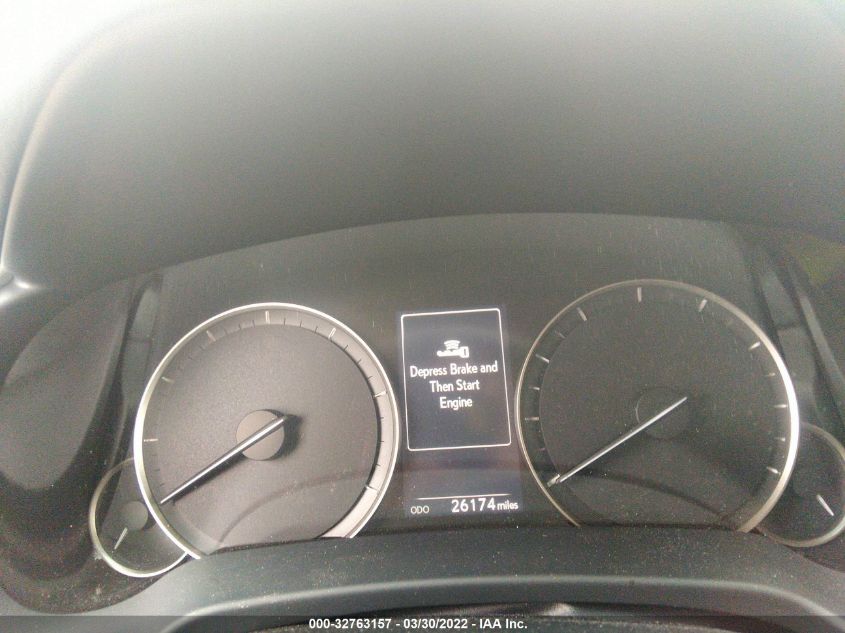 Depress Brake and
Then Start
Engine
ODO 26174 miles
000-32763157 - 03/30/2022 - IAA Inc.